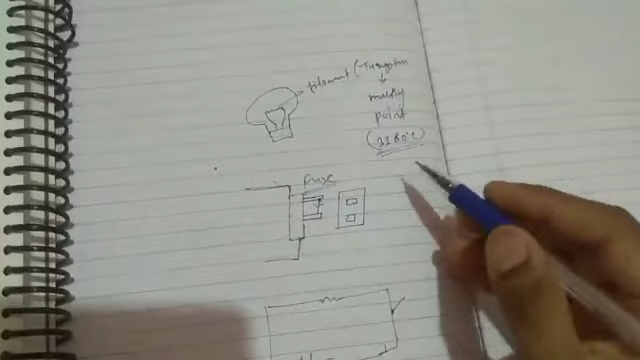 filament (Tungsten
melting
point
(3380°C)
fuse